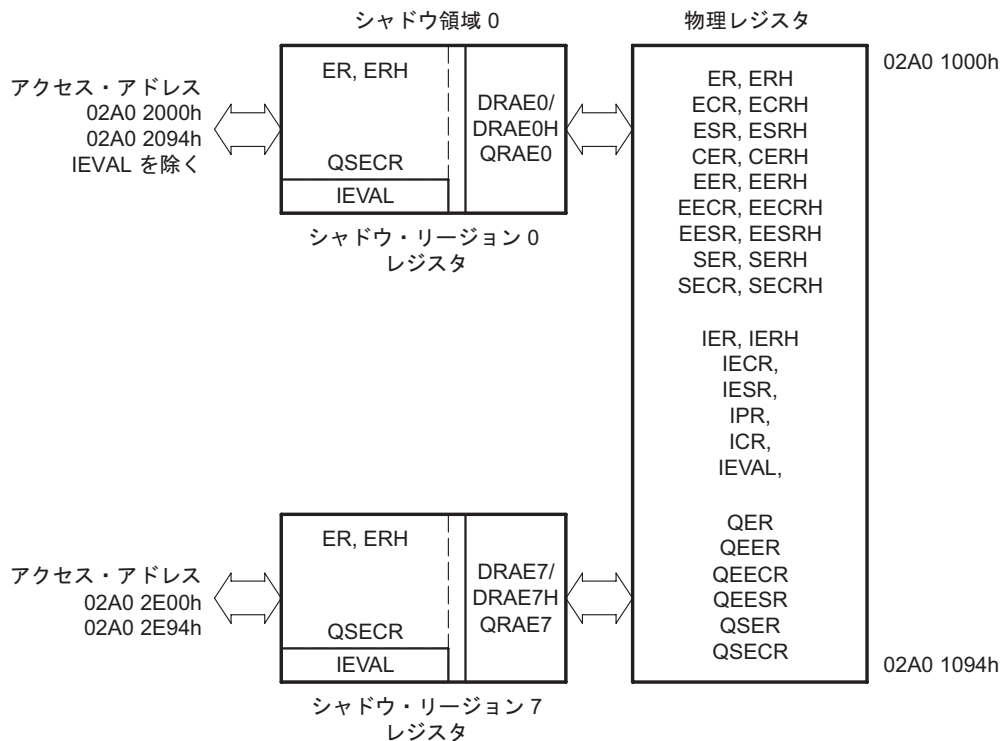 シャドウ領域 0
アクセス・アドレス
02A0 2000h
02A0 2094h
IEVAL を除く
ER, ERH
QSECR
IEVAL
DRAE0/
DRAE0H
QRAE0
シャドウ・リージョン 0
レジスタ
物理レジスタ
02A0 1000h
ER, ERH
ECR, ECRH
ESR, ESRH
CER, CERH
EER, EERH
EECR, EECRH
EESR, EESRH
SER, SERH
SECR, SECRH
IER, IERH
IECR,
IESR,
IPR,
ICR,
IEVAL,
QER
QEER
QEECR
QEESR
QSER
QSECR
02A0 1094h
アクセス・アドレス
02A0 2E00h
02A0 2E94h
ER, ERH
QSECR
IEVAL
DRAE7/
DRAE7H
QRAE7
シャドウ・リージョン 7
レジスタ